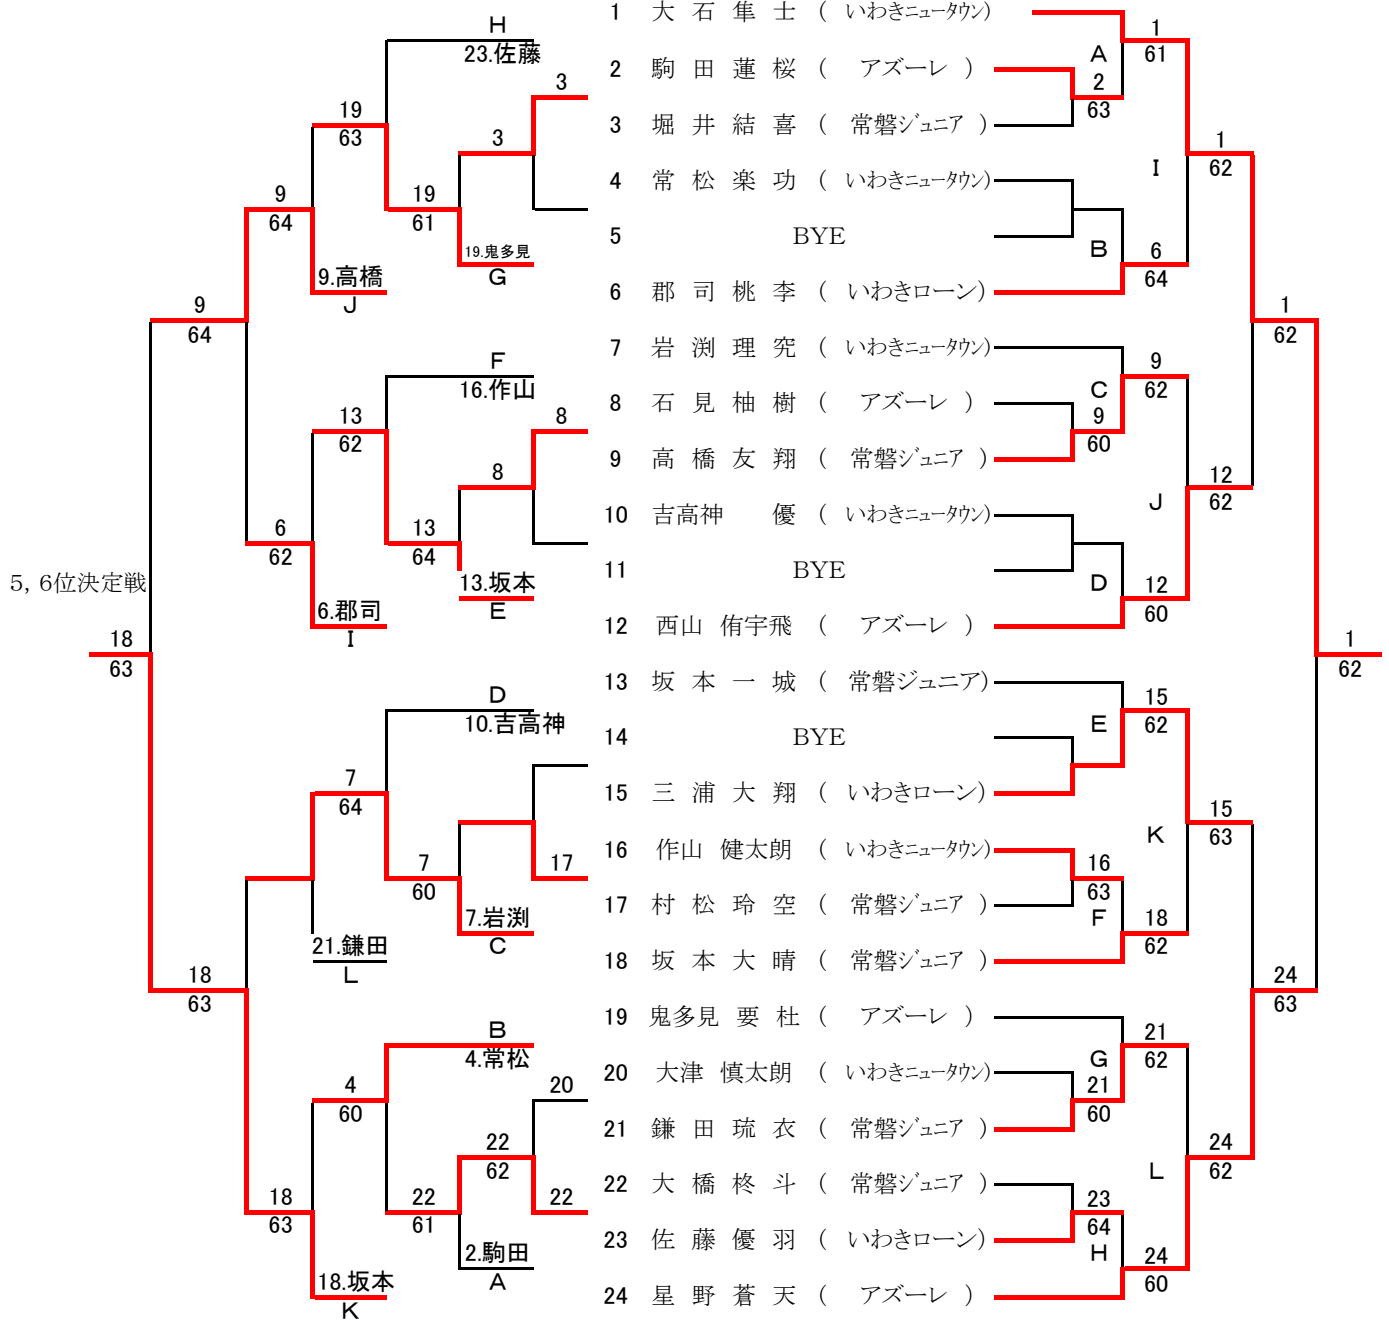 1 大石隼士 ( いわきニュータウン)
2 駒田蓮桜 ( アズーレ )
3 堀井結喜 ( 常磐ジュニア )
4 常松楽功 ( いわきニュータウン)
5 BYE
6 郡司桃李 ( いわきローン)
7 岩渕理究 ( いわきニュータウン)
8 石見柚樹 ( アズーレ )
9 高橋友翔 ( 常磐ジュニア )
10 吉高神 優 ( いわきニュータウン)
11 BYE
12 西山 侑宇飛 ( アズーレ )
13 坂本一城 ( 常磐ジュニア)
14 BYE
15 三浦大翔 ( いわきローン)
16 作山 健太朗 ( いわきニュータウン)
17 村松玲空 ( 常磐ジュニア )
18 坂本大晴 ( 常磐ジュニア )
19 鬼多見 要杜 ( アズーレ )
20 大津 慎太朗 ( いわきニュータウン)
21 鎌田琉衣 ( 常磐ジュニア )
22 大橋柊斗 ( 常磐ジュニア )
23 佐藤優羽 ( いわきローン)
24 星野蒼天 ( アズーレ )
H
23.佐藤
3
19
63
3
9
64
19
61
19.鬼多見
G
9.高橋
J
9
64
F
16.作山
8
13
62
8
6
62
13
64
13.坂本
E
6.郡司
I
5, 6位決定戦
18
63
D
10.吉高神
7
64
7
60
17
7.岩渕
C
21.鎌田
L
18
63
B
4.常松
20
4
60
22
62
18
63
22
61
22
2.駒田
A
18.坂本
K
1
61
A
2
63
1
62
I
B
6
64
1
62
9
62
C
9
60
12
62
J
D
12
60
1
62
15
62
E
15
63
K
16
63
F
18
62
24
63
21
62
G
21
60
24
62
L
23
64
H
24
60